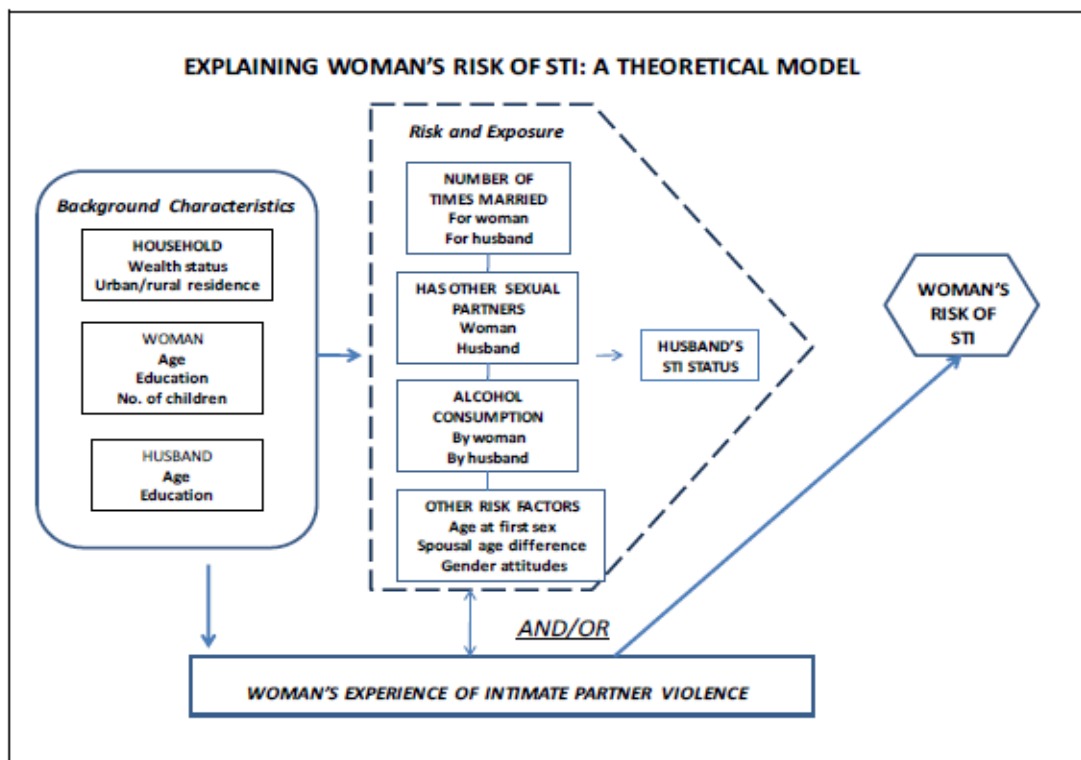 EXPLAINING WOMAN'S RISK OF STI: A THEORETICAL MODEL
Background Characteristics
HOUSEHOLD
Wealth status
Urban/rural residence
WOMAN
Age
Education
No. of children
HUSBAND
Age
Education
Risk and Exposure
NUMBER OF
TIMES MARRIED
For woman
For husband
HAS OTHER SEXUAL
PARTNERS
Woman
Husband
ALCOHOL
CONSUMPTION
By woman
By husband
OTHER RISK FACTORS
Age at first sex
Spousal age difference
Gender attitudes
HUSBAND'S
STI STATUS
WOMAN'S
RISK OF
STI
AND/OR
WOMAN'S EXPERIENCE OF INTIMATE PARTNER VIOLENCE